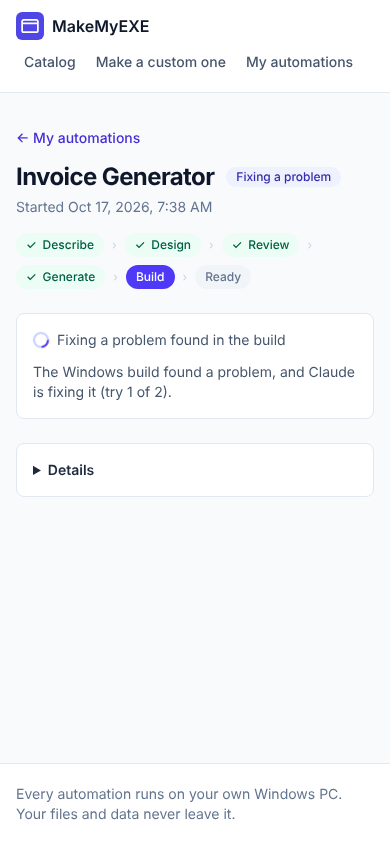 MakeMyEXE
Catalog Make a custom one My automations
← My automations
Invoice Generator Fixing a problem
Started Oct 17, 2026, 7:38 AM
✓ Describe › ✓ Design › ✓ Review ›
✓ Generate › Build › Ready
Fixing a problem found in the build
The Windows build found a problem, and Claude
is fixing it (try 1 of 2).
▶ Details
Every automation runs on your own Windows PC.
Your files and data never leave it.